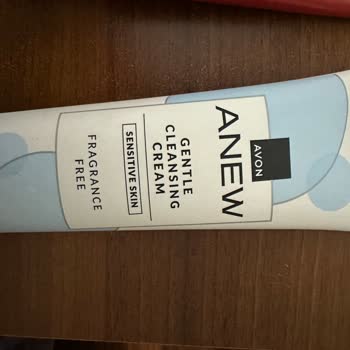 AVON
ANEW
GENTLE
CLEANSING
CREAM
SENSITIVE SKIN
FRAGRANCE
FREE